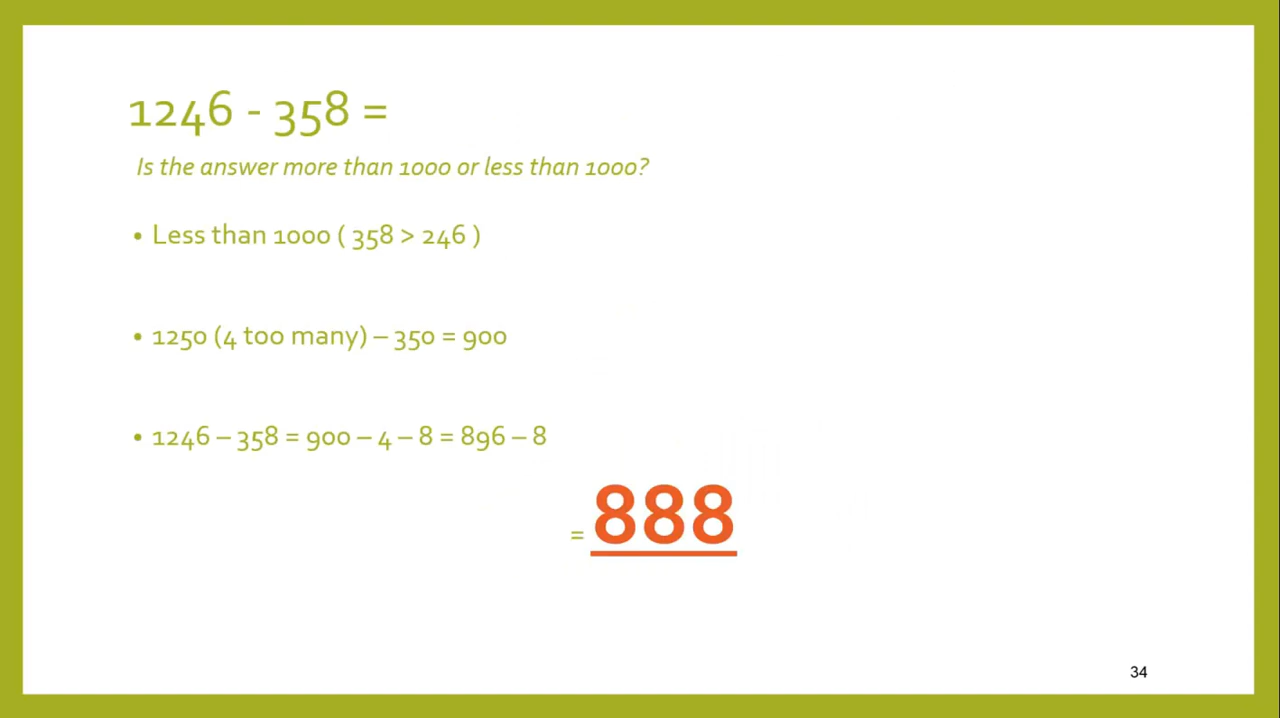 1246 - 358 =
Is the answer more than 1000 or less than 1000?
• Less than 1000 ( 358 > 246 )
• 1250 (4 too many) – 350 = 900
• 1246 – 358 = 900 – 4 – 8 = 896 – 8
= 888
34